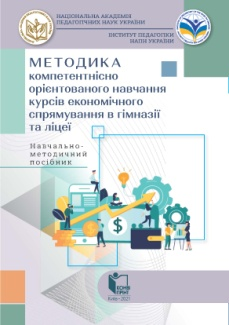 НАЦІОНАЛЬНА АКАДЕМІЯ
ПЕДАГОГІЧНИХ НАУК УКРАЇНИ
ІНСТИТУТ ПЕДАГОГІКИ
НАПН УКРАЇНИ
МЕТОДИКА
компетентнісно
орієнтованого навчання
курсів економічного
спрямування в гімназії
та ліцеї
Навчально-
методичний
посібник
$